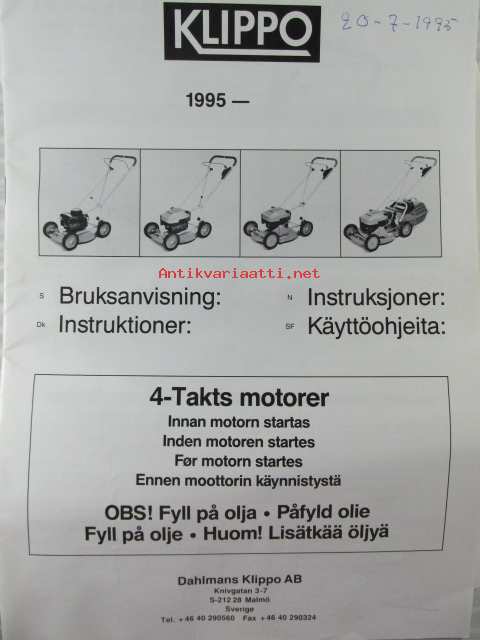 KLIPPO
20-7-1995
1995 —
Antikvariaatti.net
S Bruksanvisning:
N Instruksjoner:
Dk Instruktioner:
SF Käyttöohjeita:
4-Takts motorer
Innan motorn startas
Inden motoren startes
Før motorn startes
Ennen moottorin käynnistystä
OBS! Fyll på olja • Påfyld olie
Fyll på olje • Huom! Lisätkää öljyä
Dahlmans Klippo AB
Knivgatan 3-7
S-212 28 Malmö
Sverige
Tel. +46 40 290560 Fax +46 40 290324